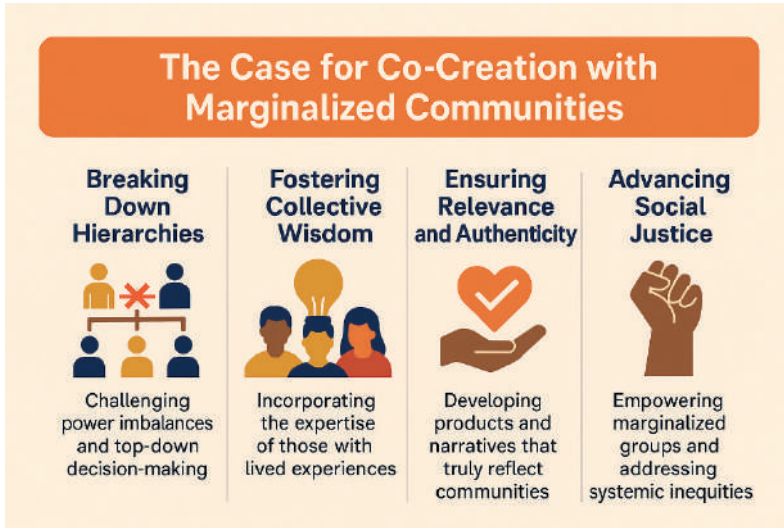 The Case for Co-Creation with
Marginalized Communities
Breaking
Down
Hierarchies
Challenging
power imbalances
and top-down
decision-making
Fostering
Collective
Wisdom
Incorporating
the expertise
of those with
lived experiences
Ensuring
Relevance
and Authenticity
Developing
products and
narratives that
truly reflect
communities
Advancing
Social
Justice
Empowering
marginalized
groups and
addressing
systemic inequities